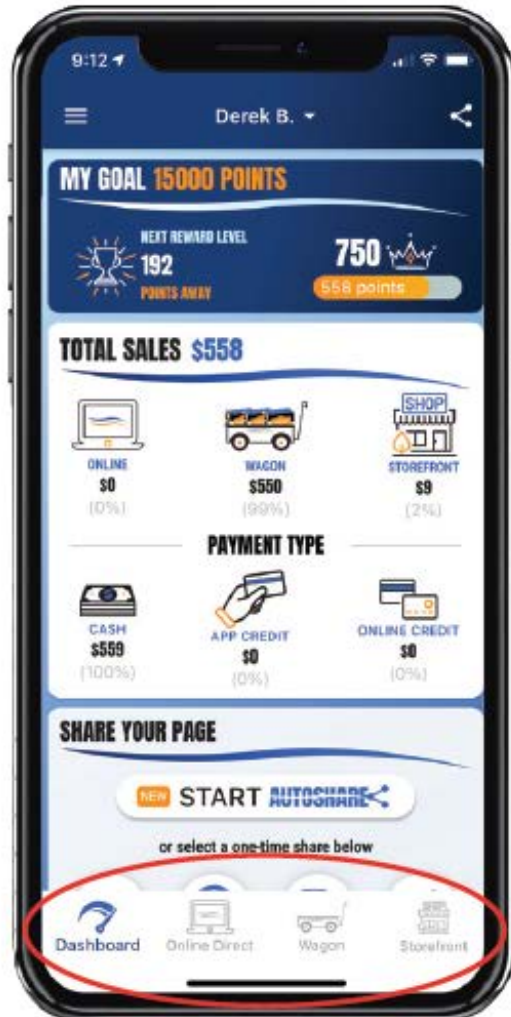 9:12
Derek B.
MY GOAL 15000 POINTS
NEXT REWARD LEVEL
192
POINTS AWAY
750
558 points
TOTAL SALES $558
SHOP
ONLINE
$0
(0%)
WAGON
$550
(99%)
STOREFRONT
$9
(2%)
PAYMENT TYPE
CASH
$559
(100%)
APP CREDIT
$0
(0%)
ONLINE CREDIT
$0
(0%)
SHARE YOUR PAGE
NEW START AUTOSHARE
or select a one-time share below
Dashboard Online Direct Wagon Storefront